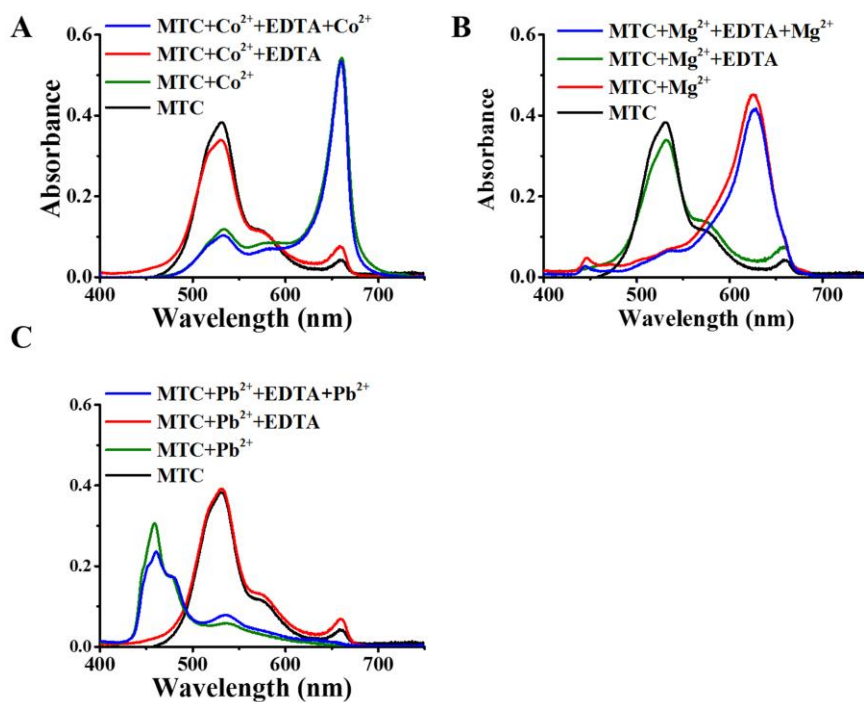 A
MTC+Co²⁺+EDTA+Co²⁺
MTC+Co²⁺+EDTA
MTC+Co²⁺
MTC
Absorbance
0.6
0.4
0.2
0.0
400 500 600 700
Wavelength (nm)
B
MTC+Mg²⁺+EDTA+Mg²⁺
MTC+Mg²⁺+EDTA
MTC+Mg²⁺
MTC
Absorbance
0.6
0.4
0.2
0.0
400 500 600 700
Wavelength (nm)
C
MTC+Pb²⁺+EDTA+Pb²⁺
MTC+Pb²⁺+EDTA
MTC+Pb²⁺
MTC
0.6
0.4
0.2
0.0
400 500 600 700
Wavelength (nm)